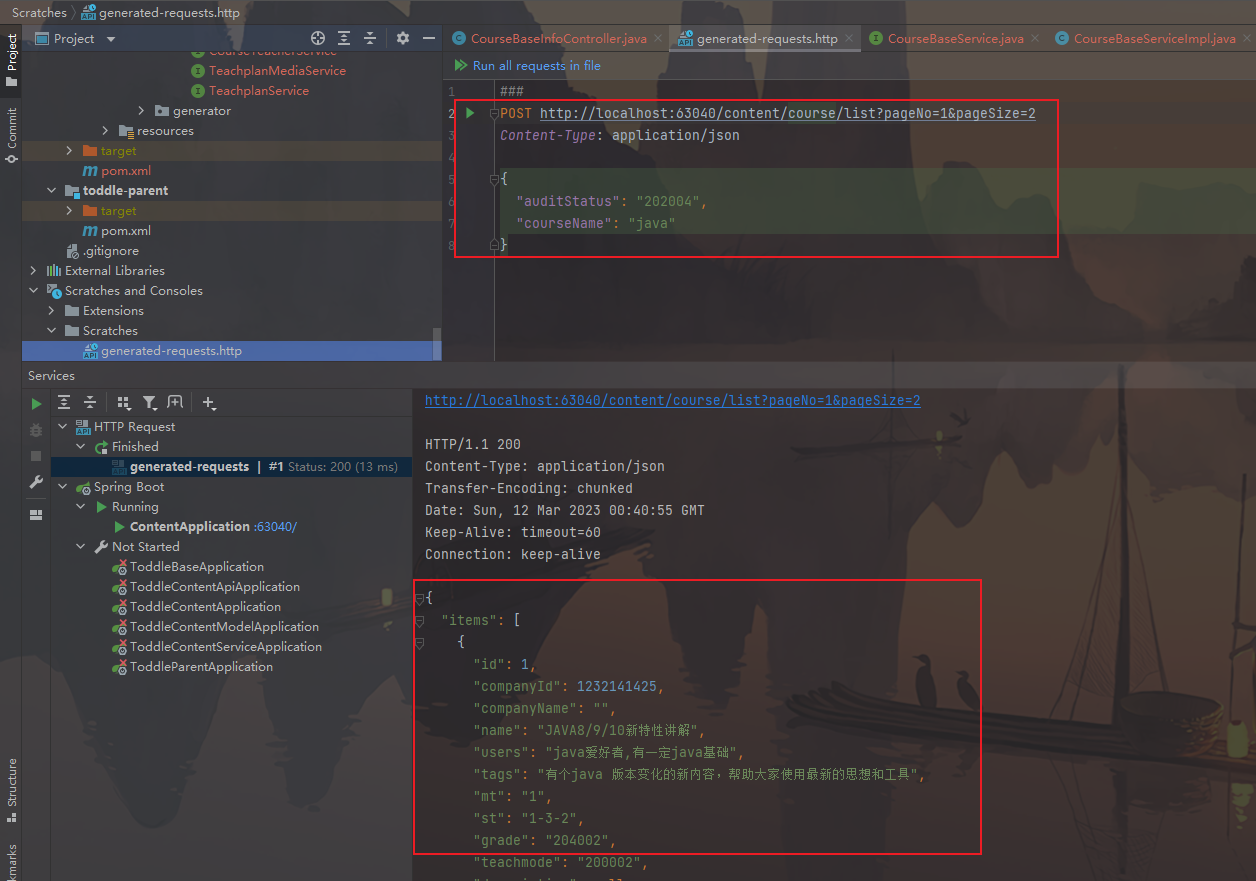 Scratches generated-requests.http
Project
Commit
Structure
Project
TeachplanMediaService
TeachplanService
generator
resources
target
pom.xml
toddle-parent
target
pom.xml
.gitignore
External Libraries
Scratches and Consoles
Extensions
Scratches
generated-requests.http
CourseBaseInfoController.java generated-requests.http CourseBaseService.java CourseBaseServiceImpl.java
Run all requests in file
1 ###
2 POST http://localhost:63040/content/course/list?pageNo=1&pageSize=2
3 Content-Type: application/json
4
5 {
6 "auditStatus": "202004",
7 "courseName": "java"
8 }
Services
HTTP Request
Finished
generated-requests | #1 Status: 200 (13 ms)
Spring Boot
Running
ContentApplication :63040/
Not Started
ToddleBaseApplication
ToddleContentApiApplication
ToddleContentApplication
ToddleContentModelApplication
ToddleContentServiceApplication
ToddleParentApplication
http://localhost:63040/content/course/list?pageNo=1&pageSize=2
HTTP/1.1 200
Content-Type: application/json
Transfer-Encoding: chunked
Date: Sun, 12 Mar 2023 00:40:55 GMT
Keep-Alive: timeout=60
Connection: keep-alive
{
"items": [
{
"id": 1,
"companyId": 1232141425,
"companyName": "",
"name": "JAVA8/9/10新特性讲解",
"users": "java爱好者,有一定java基础",
"tags": "有个java 版本变化的新内容，帮助大家使用最新的思想和工具",
"mt": "1",
"st": "1-3-2",
"grade": "204002",
"teachmode": "200002",